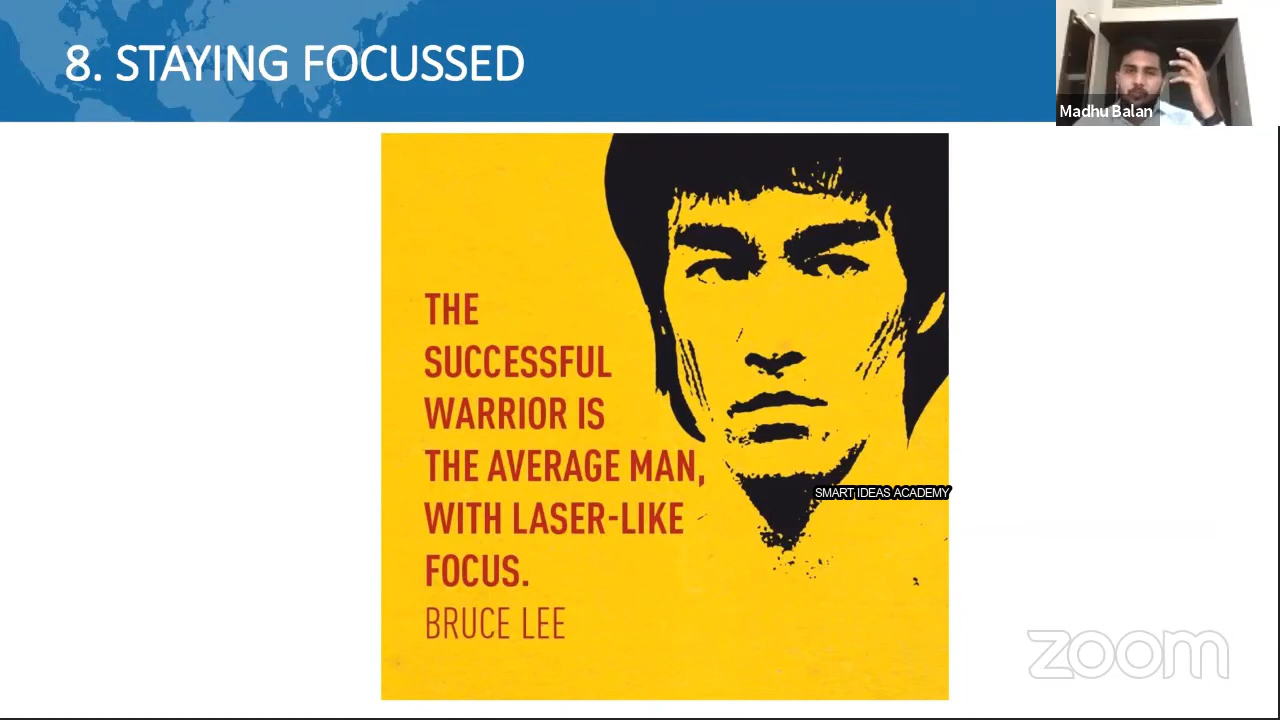 8. STAYING FOCUSSED
Madhu Balan
THE
SUCCESSFUL
WARRIOR IS
THE AVERAGE MAN,
WITH LASER-LIKE
FOCUS.
BRUCE LEE
SMART IDEAS ACADEMY
zoom